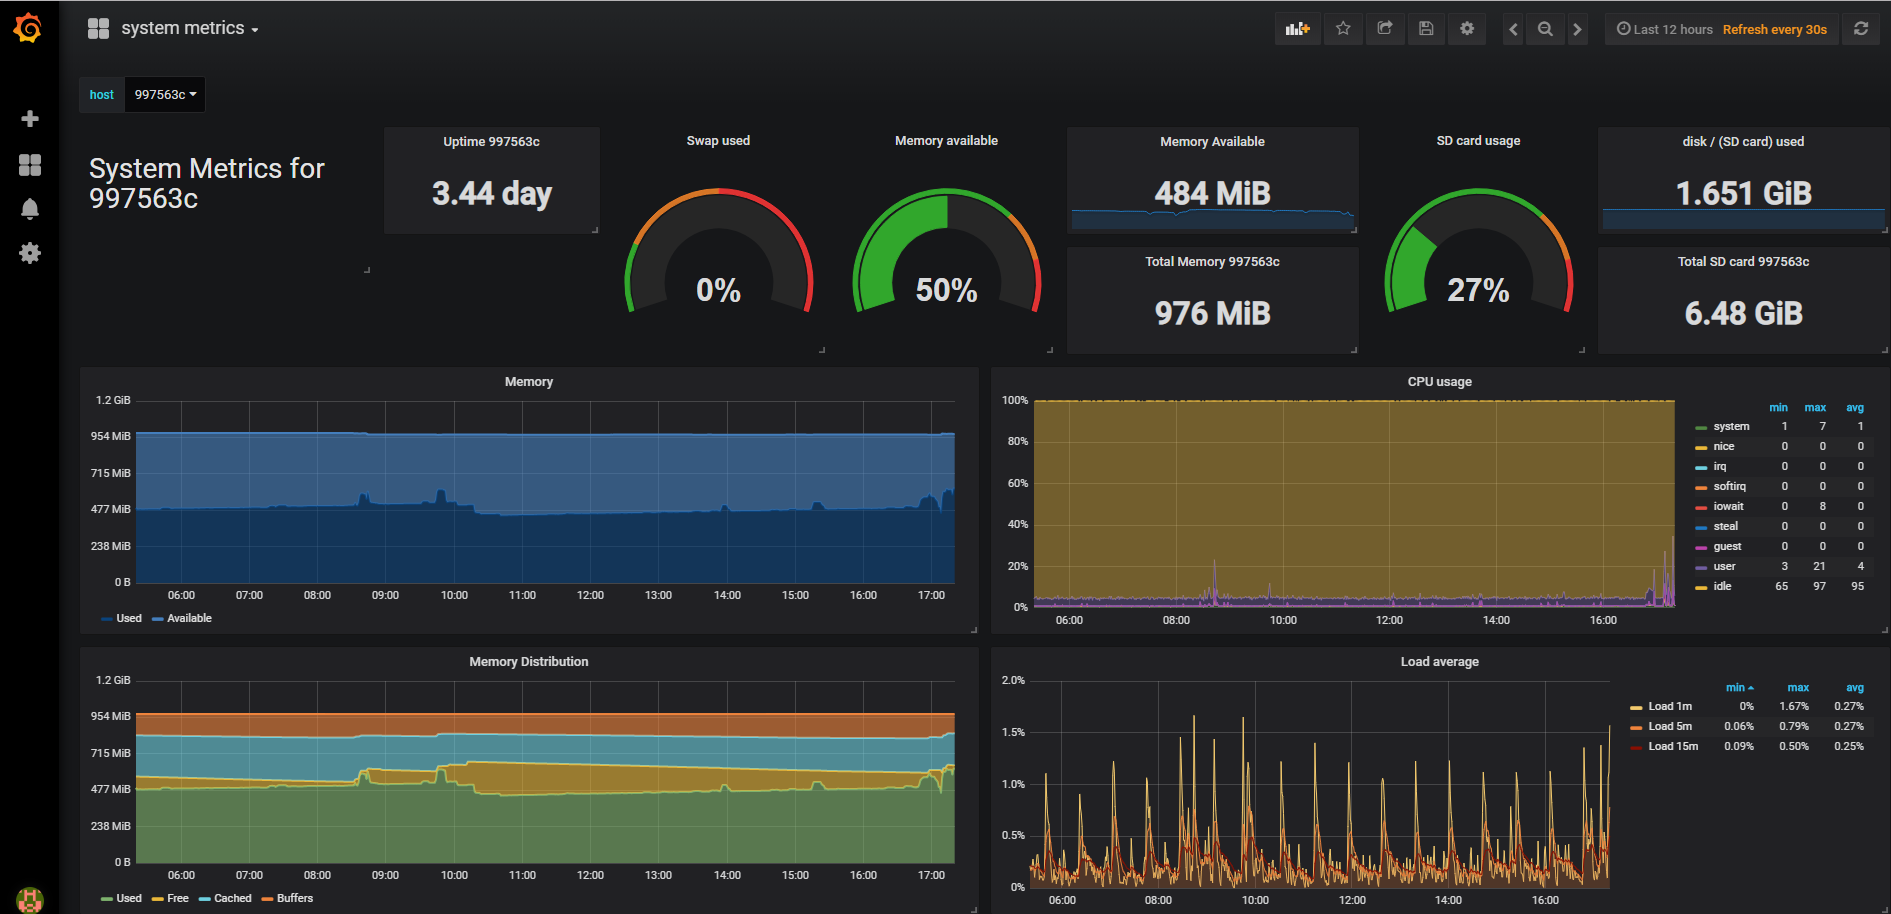 system metrics
Last 12 hours Refresh every 30s
host 997563c
System Metrics for
997563c
Uptime 997563c
3.44 day
Swap used
0%
Memory available
50%
Memory Available
484 MiB
Total Memory 997563c
976 MiB
SD card usage
27%
disk / (SD card) used
1.651 GiB
Total SD card 997563c
6.48 GiB
Memory
1.2 GiB
954 MiB
715 MiB
477 MiB
238 MiB
0 B
06:00 07:00 08:00 09:00 10:00 11:00 12:00 13:00 14:00 15:00 16:00 17:00
Used Available
CPU usage
100%
80%
60%
40%
20%
0%
06:00 08:00 10:00 12:00 14:00 16:00
min max avg
system 1 7 1
nice 0 0 0
irq 0 0 0
softirq 0 0 0
iowait 0 8 0
steal 0 0 0
guest 0 0 0
user 3 21 4
idle 65 97 95
Memory Distribution
1.2 GiB
954 MiB
715 MiB
477 MiB
238 MiB
0 B
06:00 07:00 08:00 09:00 10:00 11:00 12:00 13:00 14:00 15:00 16:00 17:00
Used Free Cached Buffers
Load average
2.0%
1.5%
1.0%
0.5%
0%
06:00 08:00 10:00 12:00 14:00 16:00
min max avg
Load 1m 0% 1.67% 0.27%
Load 5m 0.06% 0.79% 0.27%
Load 15m 0.09% 0.50% 0.25%